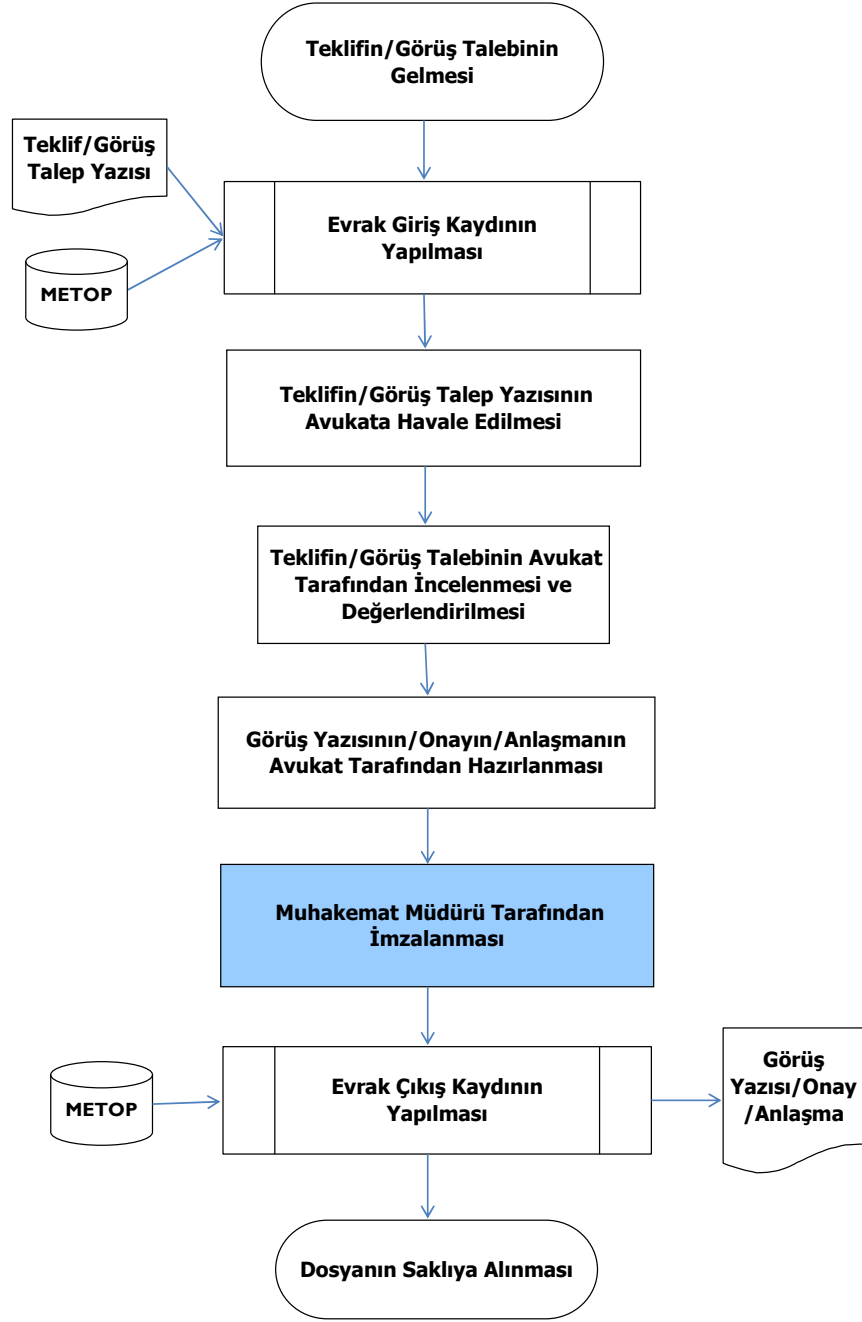 Teklifin/Görüş Talebinin
Gelmesi
Teklif/Görüş
Talep Yazısı
Evrak Giriş Kaydının
Yapılması
METOP
Teklifin/Görüş Talep Yazısının
Avukata Havale Edilmesi
Teklifin/Görüş Talebinin Avukat
Tarafından İncelenmesi ve
Değerlendirilmesi
Görüş Yazısının/Onayın/Anlaşmanın
Avukat Tarafından Hazırlanması
Muhakemat Müdürü Tarafından
İmzalanması
METOP
Evrak Çıkış Kaydının
Yapılması
Görüş
Yazısı/Onay
/Anlaşma
Dosyanın Saklıya Alınması